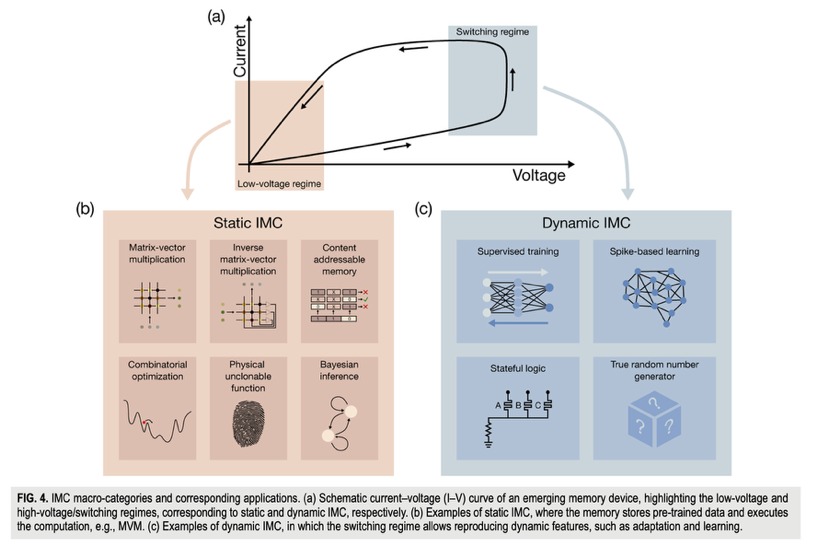 (a)
Current
Switching regime
Low-voltage regime
Voltage
(b)
Static IMC
Matrix-vector
multiplication
Inverse
matrix-vector
multiplication
Content
addressable
memory
Combinatorial
optimization
Physical
unclonable
function
Bayesian
inference
(c)
Dynamic IMC
Supervised training
Spike-based learning
Stateful logic
A B C
True random number
generator
? ? ?
FIG. 4. IMC macro-categories and corresponding applications. (a) Schematic current–voltage (I–V) curve of an emerging memory device, highlighting the low-voltage and
high-voltage/switching regimes, corresponding to static and dynamic IMC, respectively. (b) Examples of static IMC, where the memory stores pre-trained data and executes
the computation, e.g., MVM. (c) Examples of dynamic IMC, in which the switching regime allows reproducing dynamic features, such as adaptation and learning.